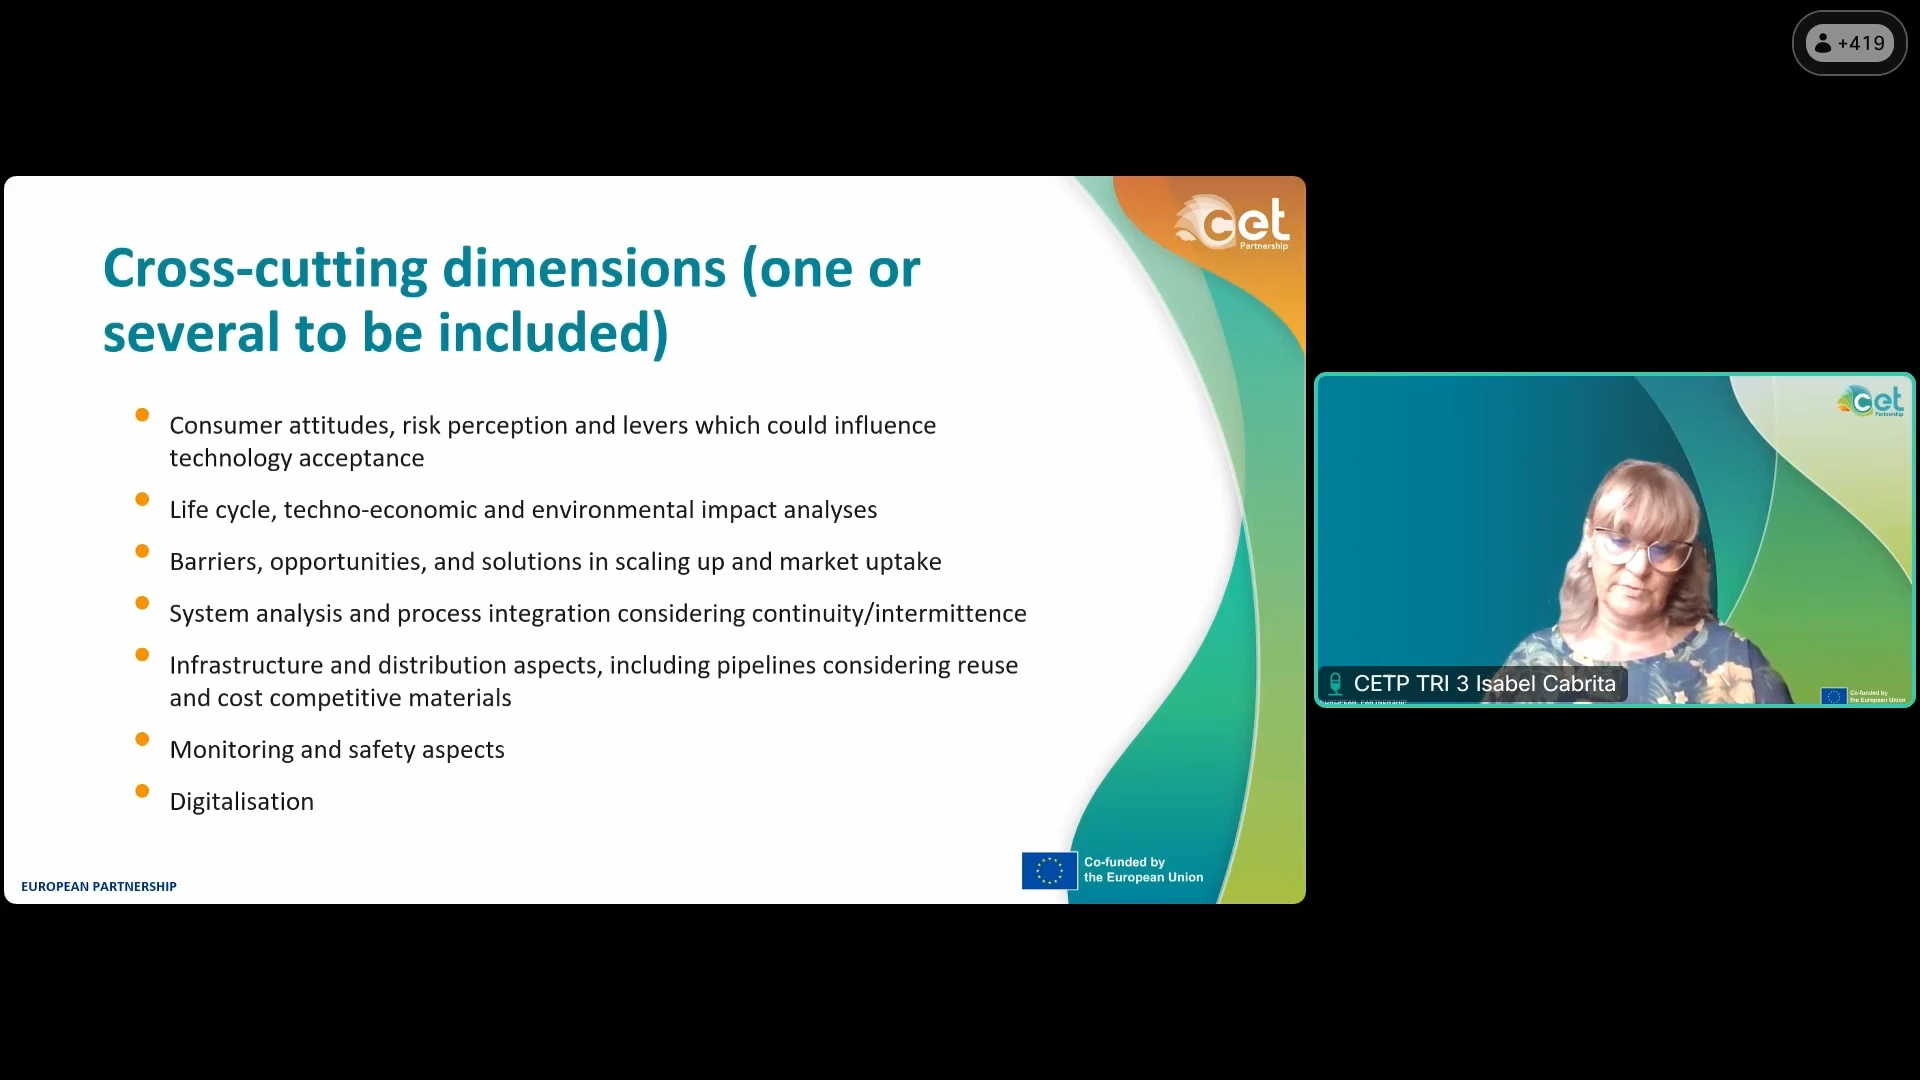 +419
cet
Partnership
Cross-cutting dimensions (one or
several to be included)
Consumer attitudes, risk perception and levers which could influence
technology acceptance
Life cycle, techno-economic and environmental impact analyses
Barriers, opportunities, and solutions in scaling up and market uptake
System analysis and process integration considering continuity/intermittence
Infrastructure and distribution aspects, including pipelines considering reuse
and cost competitive materials
Monitoring and safety aspects
Digitalisation
Co-funded by
the European Union
EUROPEAN PARTNERSHIP
cet
Partnership
CETP TRI 3 Isabel Cabrita
EUROPEAN PARTNERSHIP
Co-funded by
the European Union